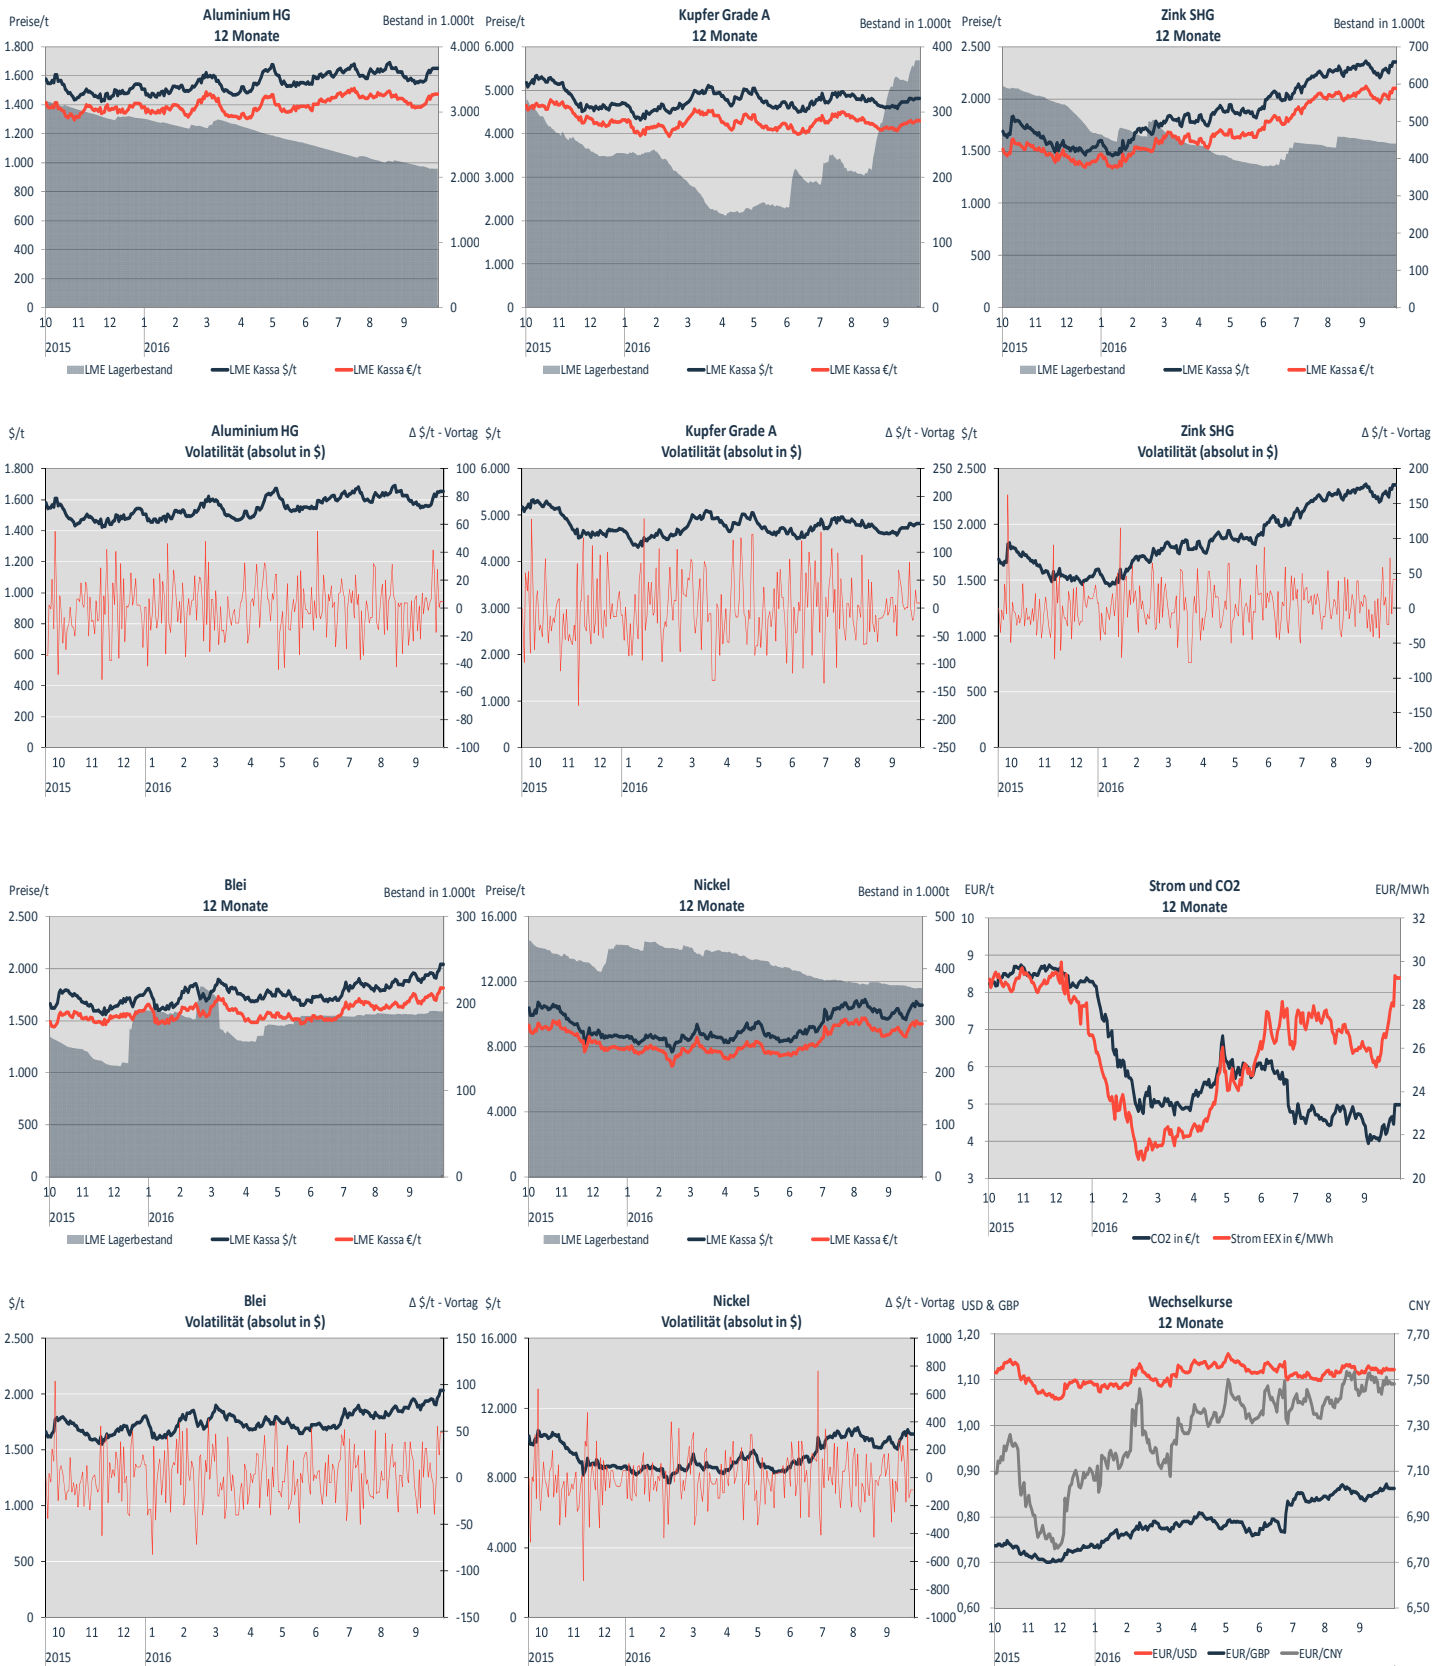 Aluminium HG
12 Monate
Preise/t
Bestand in 1.000t
1.800
1.600
1.400
1.200
1.000
800
600
400
200
0
4.000
3.000
2.000
1.000
0
10 11 12 1 2 3 4 5 6 7 8 9
2015 2016
LME Lagerbestand LME Kassa $/t LME Kassa €/t
Kupfer Grade A
12 Monate
Preise/t
Bestand in 1.000t
6.000
5.000
4.000
3.000
2.000
1.000
0
400
300
200
100
0
10 11 12 1 2 3 4 5 6 7 8 9
2015 2016
LME Lagerbestand LME Kassa $/t LME Kassa €/t
Zink SHG
12 Monate
Preise/t
Bestand in 1.000t
2.500
2.000
1.500
1.000
500
0
700
600
500
400
300
200
100
0
10 11 12 1 2 3 4 5 6 7 8 9
2015 2016
LME Lagerbestand LME Kassa $/t LME Kassa €/t
Aluminium HG
Volatilität (absolut in $)
$/t
Δ $/t - Vortag
1.800
1.600
1.400
1.200
1.000
800
600
400
200
0
100
80
60
40
20
0
-20
-40
-60
-80
-100
10 11 12 1 2 3 4 5 6 7 8 9
2015 2016
Kupfer Grade A
Volatilität (absolut in $)
$/t
Δ $/t - Vortag
6.000
5.000
4.000
3.000
2.000
1.000
0
250
200
150
100
50
0
-50
-100
-150
-200
-250
10 11 12 1 2 3 4 5 6 7 8 9
2015 2016
Zink SHG
Volatilität (absolut in $)
$/t
Δ $/t - Vortag
2.500
2.000
1.500
1.000
500
0
200
150
100
50
0
-50
-100
-150
-200
10 11 12 1 2 3 4 5 6 7 8 9
2015 2016
Blei
12 Monate
Preise/t
Bestand in 1.000t
2.500
2.000
1.500
1.000
500
0
300
200
100
0
10 11 12 1 2 3 4 5 6 7 8 9
2015 2016
LME Lagerbestand LME Kassa $/t LME Kassa €/t
Nickel
12 Monate
Preise/t
Bestand in 1.000t
16.000
12.000
8.000
4.000
0
500
400
300
200
100
0
10 11 12 1 2 3 4 5 6 7 8 9
2015 2016
LME Lagerbestand LME Kassa $/t LME Kassa €/t
Strom und CO2
12 Monate
EUR/t
EUR/MWh
10
9
8
7
6
5
4
3
32
30
28
26
24
22
20
10 11 12 1 2 3 4 5 6 7 8 9
2015 2016
CO2 in €/t Strom EEX in €/MWh
Blei
Volatilität (absolut in $)
$/t
Δ $/t - Vortag
2.500
2.000
1.500
1.000
500
0
150
100
50
0
-50
-100
-150
10 11 12 1 2 3 4 5 6 7 8 9
2015 2016
Nickel
Volatilität (absolut in $)
$/t
Δ $/t - Vortag
16.000
12.000
8.000
4.000
0
1000
800
600
400
200
0
-200
-400
-600
-800
-1000
10 11 12 1 2 3 4 5 6 7 8 9
2015 2016
Wechselkurse
12 Monate
USD & GBP
CNY
1,20
1,10
1,00
0,90
0,80
0,70
0,60
7,70
7,50
7,30
7,10
6,90
6,70
6,50
10 11 12 1 2 3 4 5 6 7 8 9
2015 2016
EUR/USD EUR/GBP EUR/CNY